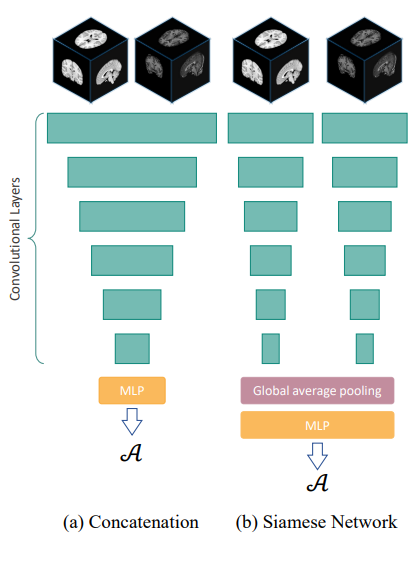 Convolutional Layers
MLP
Global average pooling
MLP
𝒜
𝒜
(a) Concatenation
(b) Siamese Network